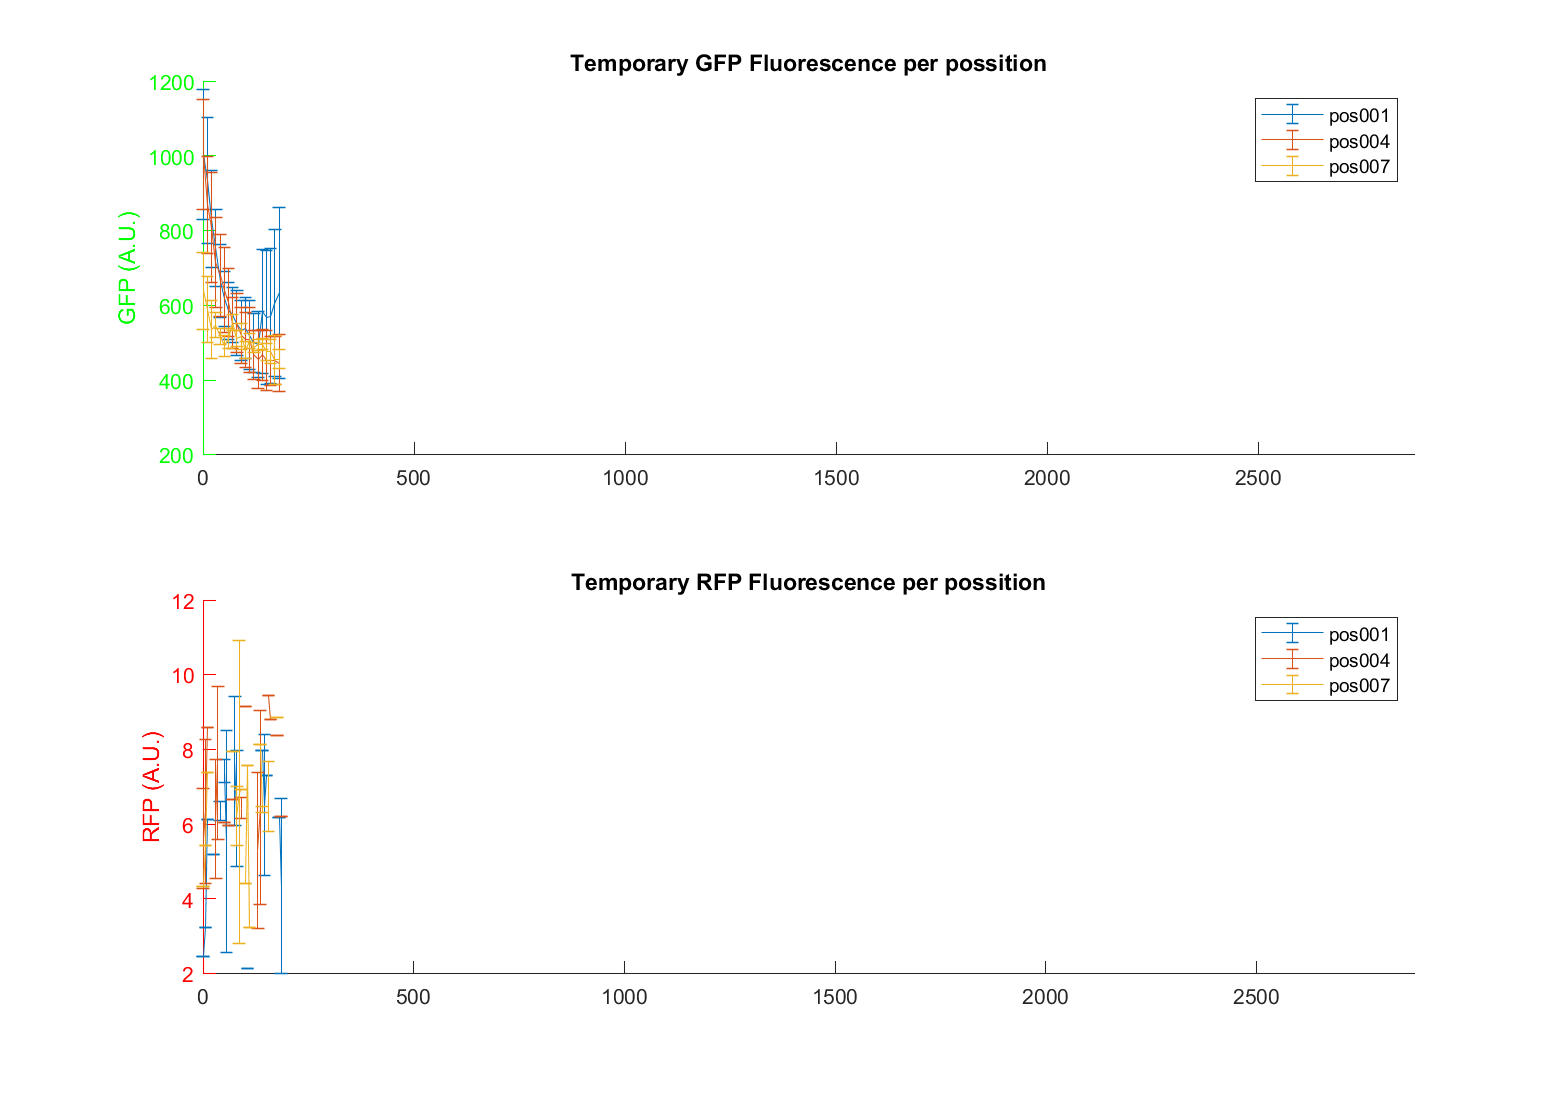 Temporary GFP Fluorescence per possition
1200
1000
800
600
400
200
GFP (A.U.)
pos001
pos004
pos007
0 500 1000 1500 2000 2500
Temporary RFP Fluorescence per possition
12
10
8
6
4
2
RFP (A.U.)
pos001
pos004
pos007
0 500 1000 1500 2000 2500